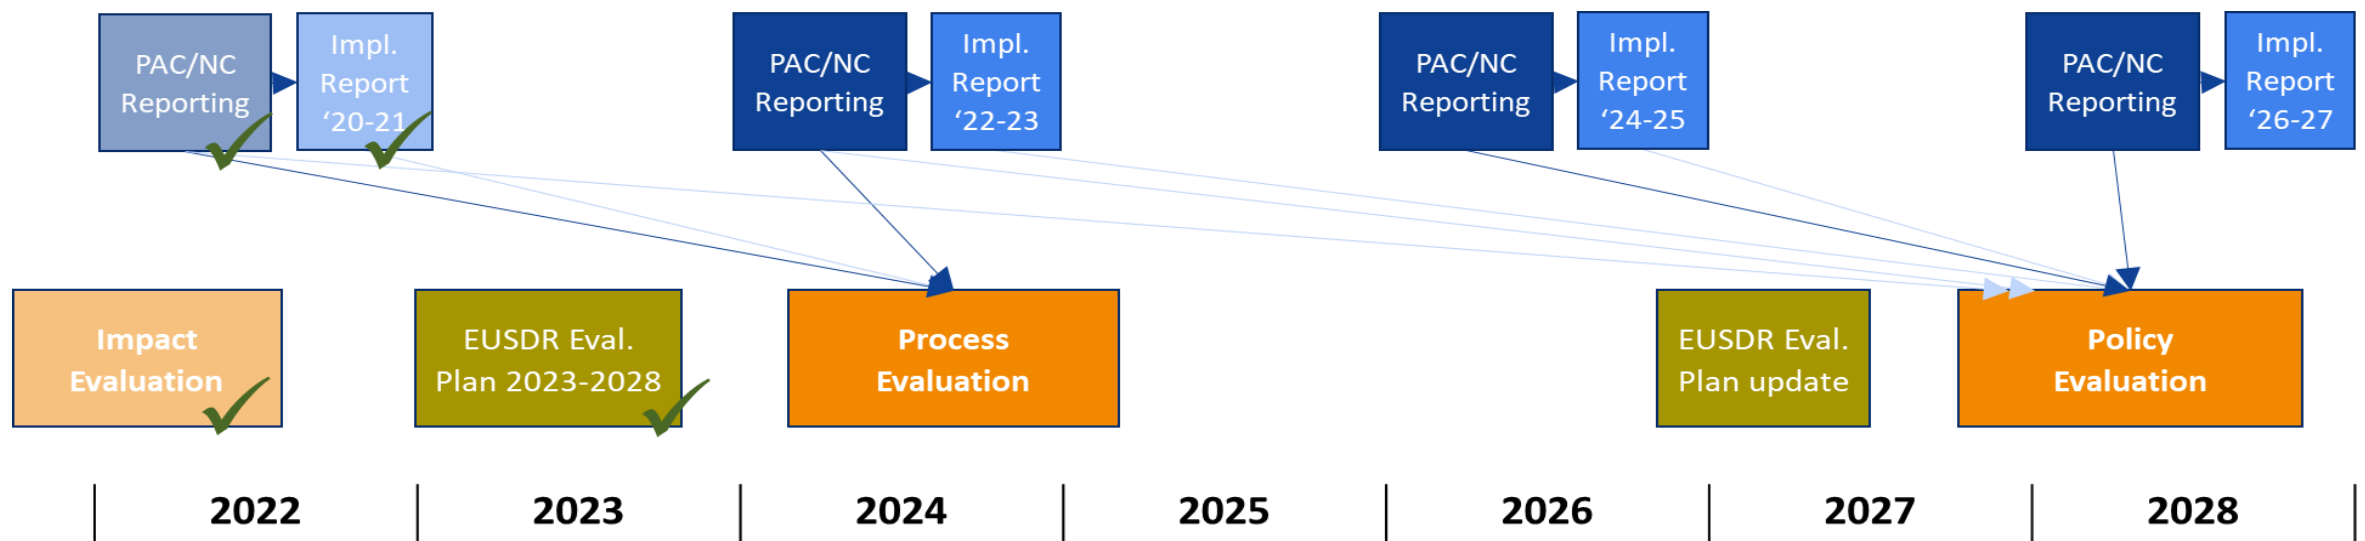 PAC/NC
Reporting
Impl.
Report
‘20-21
PAC/NC
Reporting
Impl.
Report
‘22-23
PAC/NC
Reporting
Impl.
Report
‘24-25
PAC/NC
Reporting
Impl.
Report
‘26-27
Impact
Evaluation
EUSDR Eval.
Plan 2023-2028
Process
Evaluation
EUSDR Eval.
Plan update
Policy
Evaluation
2022
2023
2024
2025
2026
2027
2028